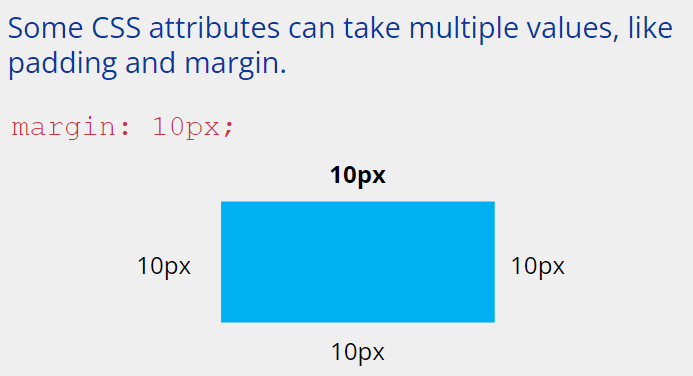 Some CSS attributes can take multiple values, like
padding and margin.
margin: 10px;
10px
10px
10px
10px